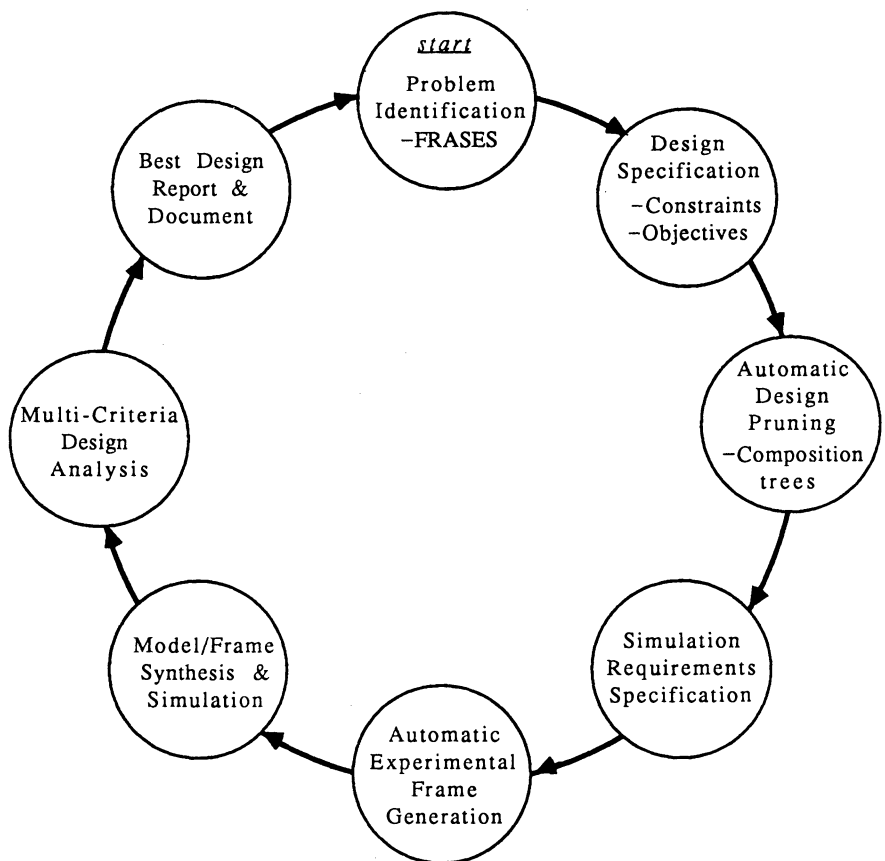 start
Problem
Identification
–FRASES
Design
Specification
–Constraints
–Objectives
Automatic
Design
Pruning
–Composition
trees
Simulation
Requirements
Specification
Automatic
Experimental
Frame
Generation
Model/Frame
Synthesis &
Simulation
Multi-Criteria
Design
Analysis
Best Design
Report &
Document